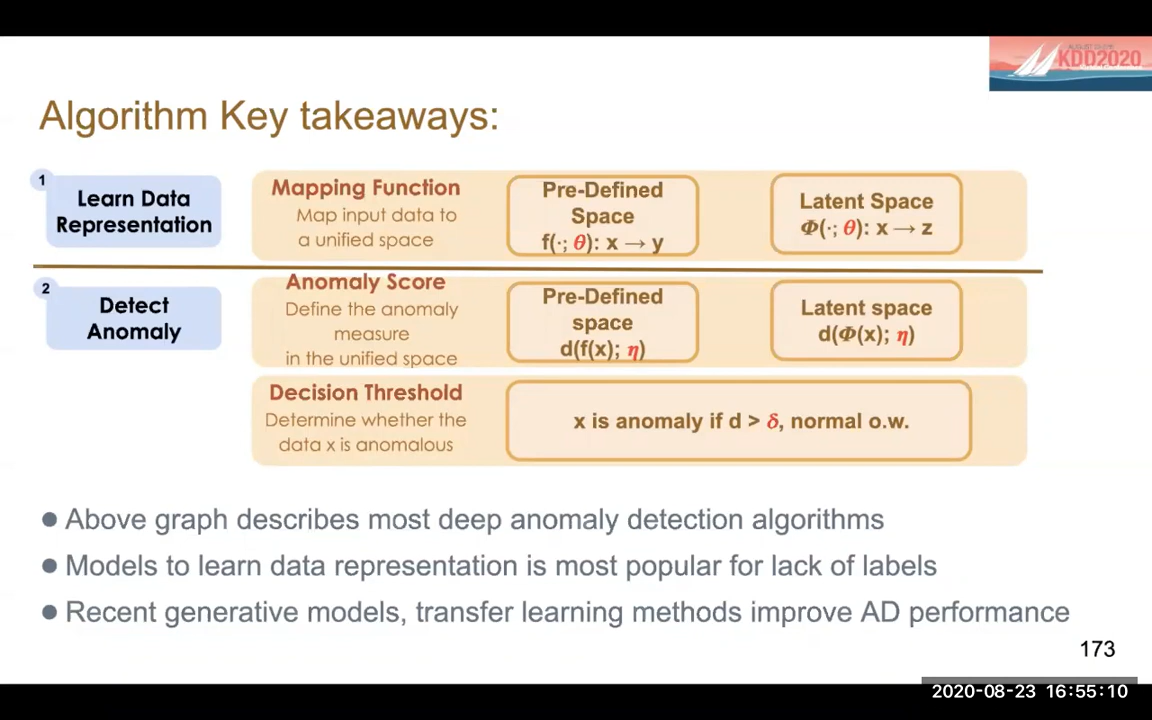 KDD2020
Algorithm Key takeaways:
1
Learn Data
Representation
Mapping Function
Map input data to
a unified space
Pre-Defined
Space
f(·; θ): x → y
Latent Space
Φ(·; θ): x → z
2
Detect
Anomaly
Anomaly Score
Define the anomaly
measure
in the unified space
Pre-Defined
space
d(f(x); η)
Latent space
d(Φ(x); η)
Decision Threshold
Determine whether the
data x is anomalous
x is anomaly if d > δ, normal o.w.
● Above graph describes most deep anomaly detection algorithms
● Models to learn data representation is most popular for lack of labels
● Recent generative models, transfer learning methods improve AD performance
173
2020-08-23 16:55:10